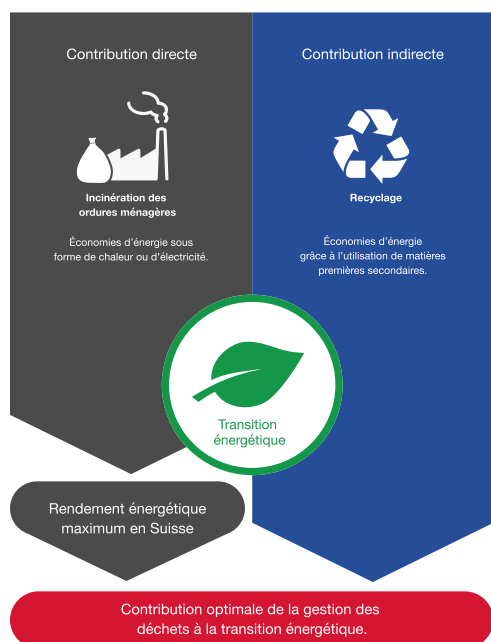 Contribution directe
Incinération des
ordures ménagères
Économies d'énergie sous
forme de chaleur ou d'électricité.
Contribution indirecte
Recyclage
Économies d'énergie
grâce à l'utilisation de matières
premières secondaires.
Transition
énergétique
Rendement énergétique
maximum en Suisse
Contribution optimale de la gestion des
déchets à la transition énergétique.